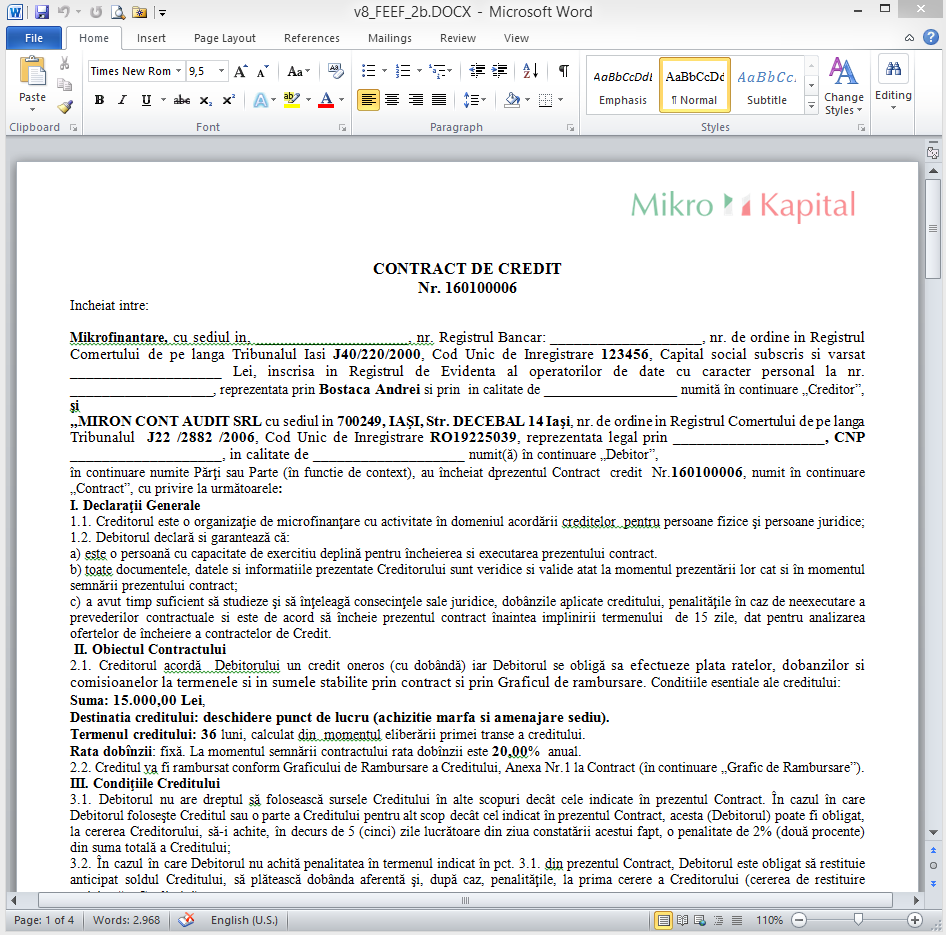 v8_FEEF_2b.DOCX - Microsoft Word
File Home Insert Page Layout References Mailings Review View
Times New Rom 9,5
Paste
AaBbCcDdI AaBbCcDd AaBbCc.
Emphasis ¶ Normal Subtitle
Change Styles
Editing
Clipboard Font Paragraph Styles
Mikro Kapital
CONTRACT DE CREDIT
Nr. 160100006
Incheiat intre:
Mikrofinantare, cu sediul in, ____________________, nr. Registrul Bancar: ____________________, nr. de ordine in Registrul
Comertului de pe langa Tribunalul Iasi J40/220/2000, Cod Unic de Inregistrare 123456, Capital social subscris si varsat
____________________ Lei, inscrisa in Registrul de Evidenta al operatorilor de date cu caracter personal la nr.
____________________, reprezentata prin Bostaca Andrei si prin in calitate de ____________________ numită în continuare „Creditor”,
şi
„MIRON CONT AUDIT SRL cu sediul in 700249, IAŞI, Str. DECEBAL 14 Iaşi, nr. de ordine in Registrul Comertului de pe langa
Tribunalul J22 /2882 /2006, Cod Unic de Inregistrare RO19225039, reprezentata legal prin ____________________, CNP
____________________, in calitate de ____________________ numit(ă) în continuare „Debitor”,
în continuare numite Părţi sau Parte (în functie de context), au încheiat dprezentul Contract credit Nr.160100006, numit în continuare
„Contract”, cu privire la următoarele:
I. Declaraţii Generale
1.1. Creditorul este o organizaţie de microfinanţare cu activitate în domeniul acordării creditelor pentru persoane fizice şi persoane juridice;
1.2. Debitorul declară si garantează că:
a) este o persoană cu capacitate de exercitiu deplină pentru încheierea si executarea prezentului contract.
b) toate documentele, datele si informatiile prezentate Creditorului sunt veridice si valide atat la momentul prezentării lor cat si în momentul
semnării prezentului contract;
c) a avut timp suficient să studieze şi să înţeleagă consecinţele sale juridice, dobânzile aplicate creditului, penalităţile în caz de neexecutare a
prevederilor contractuale si este de acord să încheie prezentul contract înaintea implinirii termenului de 15 zile, dat pentru analizarea
ofertelor de încheiere a contractelor de Credit.
II. Obiectul Contractului
2.1. Creditorul acordă Debitorului un credit oneros (cu dobândă) iar Debitorul se obligă sa efectueze plata ratelor, dobanzilor si
comisioanelor la termenele si in sumele stabilite prin contract si prin Graficul de rambursare. Conditiile esentiale ale creditului:
Suma: 15.000,00 Lei,
Destinatia creditului: deschidere punct de lucru (achizitie marfa si amenajare sediu).
Termenul creditului: 36 luni, calculat din momentul eliberării primei transe a creditului.
Rata dobînzii: fixă. La momentul semnării contractului rata dobînzii este 20,00% anual.
2.2. Creditul va fi rambursat conform Graficului de Rambursare a Creditului, Anexa Nr.1 la Contract (în continuare „Grafic de Rambursare”).
III. Condiţiile Creditului
3.1. Debitorul nu are dreptul să folosească sursele Creditului în alte scopuri decât cele indicate în prezentul Contract. În cazul în care
Debitorul foloseşte Creditul sau o parte a Creditului pentru alt scop decât cel indicat în prezentul Contract, acesta (Debitorul) poate fi obligat,
la cererea Creditorului, să-i achite, în decurs de 5 (cinci) zile lucrătoare din ziua constatării acestui fapt, o penalitate de 2% (două procente)
din suma totală a Creditului;
3.2. În cazul în care Debitorul nu achită penalitatea în termenul indicat în pct. 3.1. din prezentul Contract, Debitorul este obligat să restituie
anticipat soldul Creditului, să plătească dobânda aferentă şi, după caz, penalităţile, la prima cerere a Creditorului (cererea de restituire
Page: 1 of 4 Words: 2.968 English (U.S.) 110%